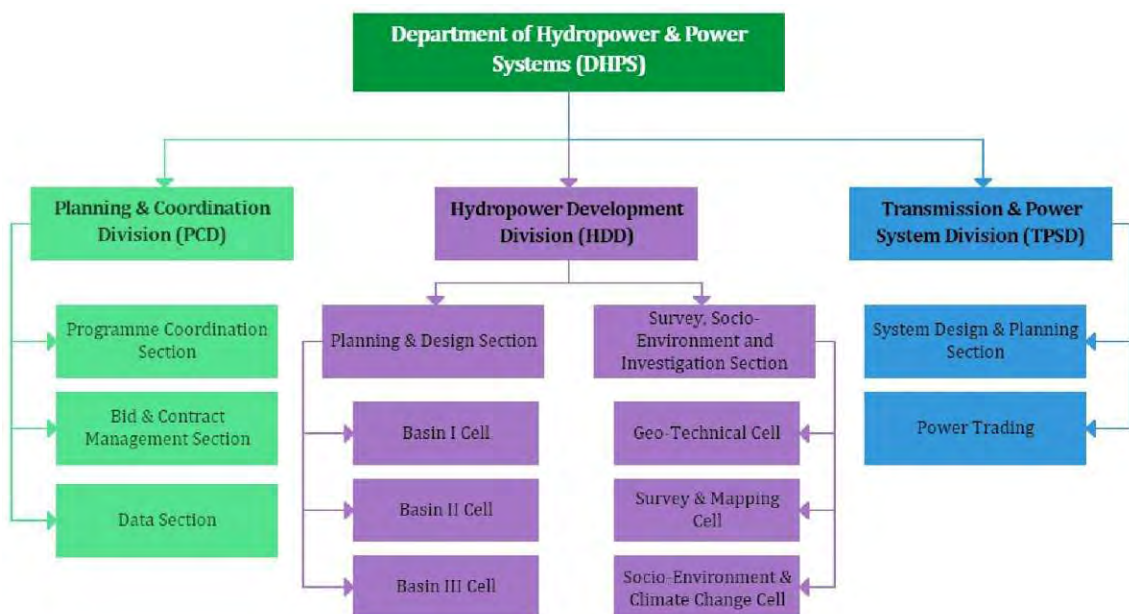 Department of Hydropower & Power
Systems (DHPS)
Planning & Coordination
Division (PCD)
Hydropower Development
Division (HDD)
Transmission & Power
System Division (TPSD)
Programme Coordination
Section
Bid & Contract
Management Section
Data Section
Planning & Design Section
Basin I Cell
Basin II Cell
Basin III Cell
Survey, Socio-
Environment and
Investigation Section
Geo-Technical Cell
Survey & Mapping
Cell
Socio-Environment &
Climate Change Cell
System Design & Planning
Section
Power Trading